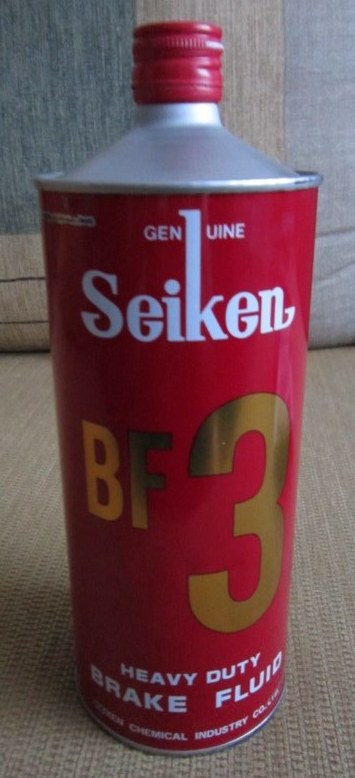 GENUINE
Seiken
BF3
HEAVY DUTY
BRAKE FLUID
SEIKEN CHEMICAL INDUSTRY CO., LTD.